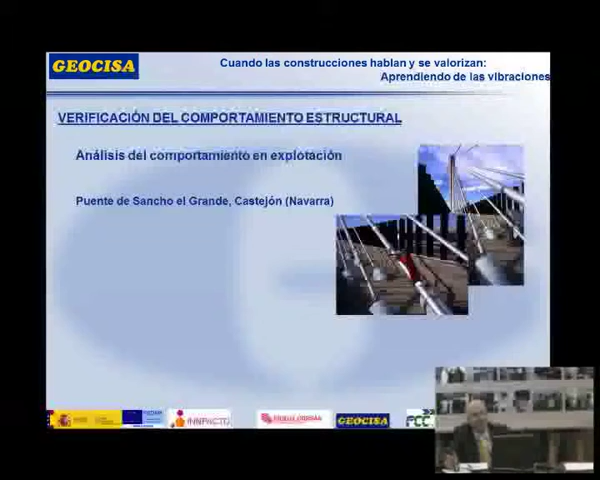 GEOCISA
Cuando las construcciones hablan y se valorizan:
Aprendiendo de las vibraciones
VERIFICACIÓN DEL COMPORTAMIENTO ESTRUCTURAL
Análisis del comportamiento en explotación
Puente de Sancho el Grande, Castejón (Navarra)
INNPACTO
GEOCISA
FCC